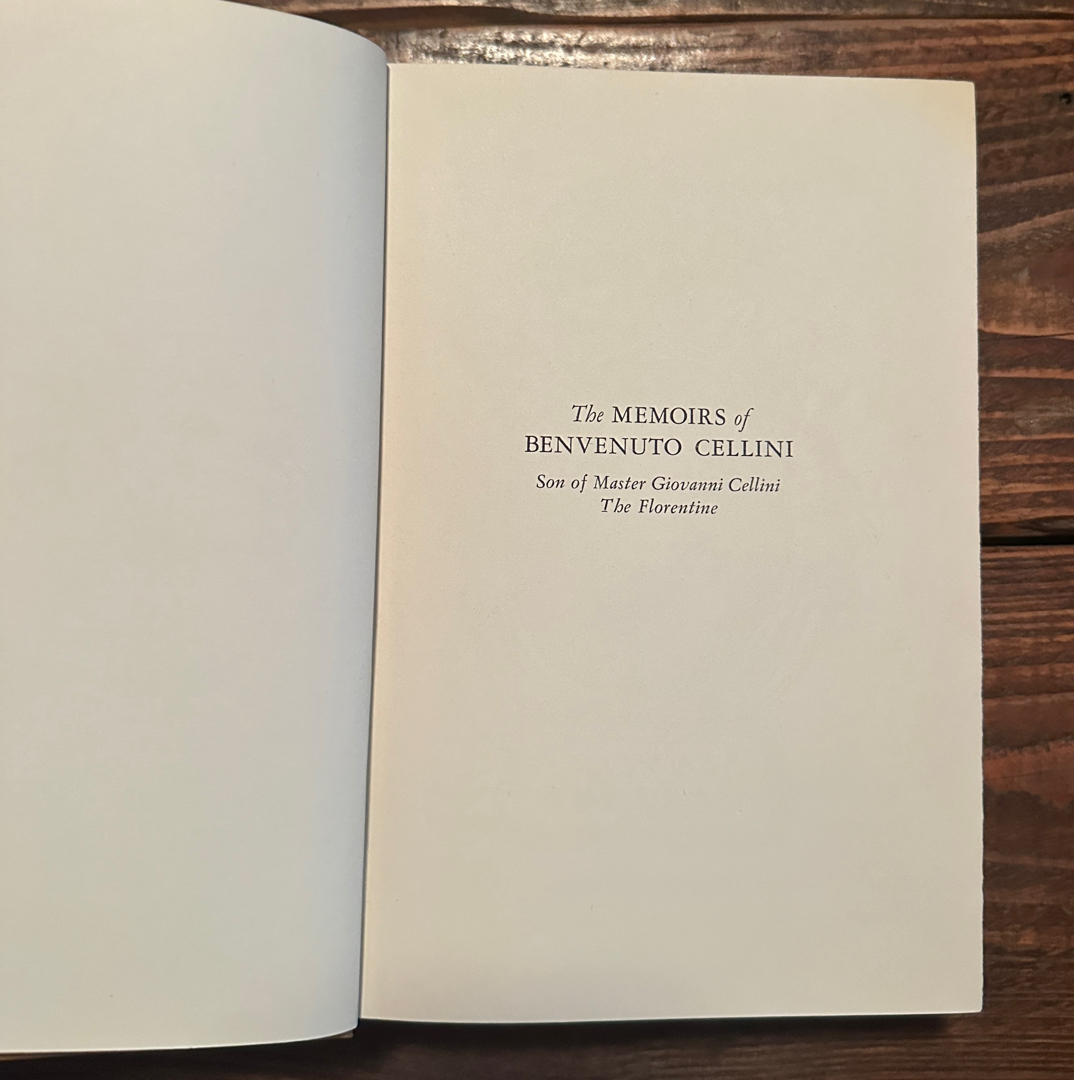 The MEMOIRS of
BENVENUTO CELLINI
Son of Master Giovanni Cellini
The Florentine